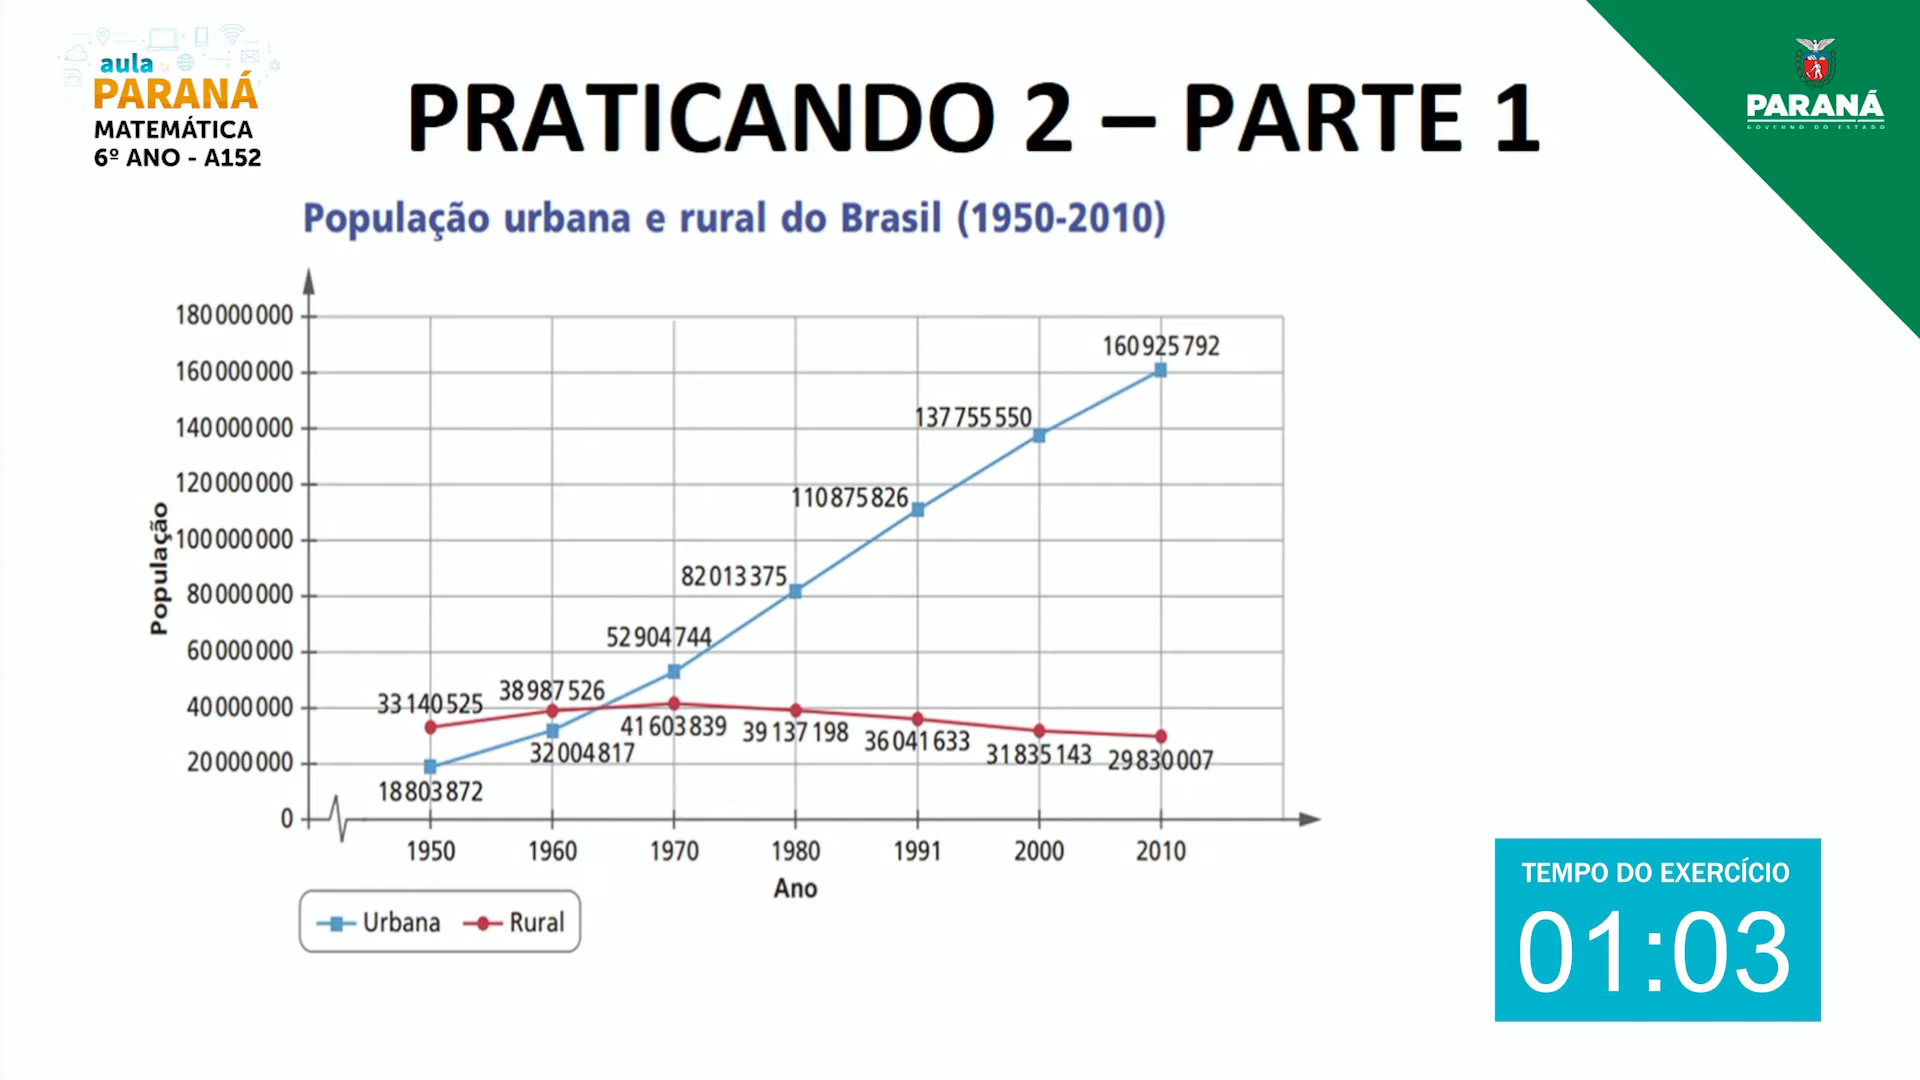 aula
PARANÁ
MATEMÁTICA
6º ANO - A152
PRATICANDO 2 – PARTE 1
PARANÁ
GOVERNO DO ESTADO
População urbana e rural do Brasil (1950-2010)
População
180 000 000
160 000 000
140 000 000
120 000 000
100 000 000
80 000 000
60 000 000
40 000 000
20 000 000
0
160 925 792
137 755 550
110 875 826
82 013 375
52 904 744
38 987 526
33 140 525
41 603 839
39 137 198
36 041 633
31 835 143
29 830 007
32 004 817
18 803 872
1950
1960
1970
1980
1991
2000
2010
Ano
Urbana
Rural
TEMPO DO EXERCÍCIO
01:03